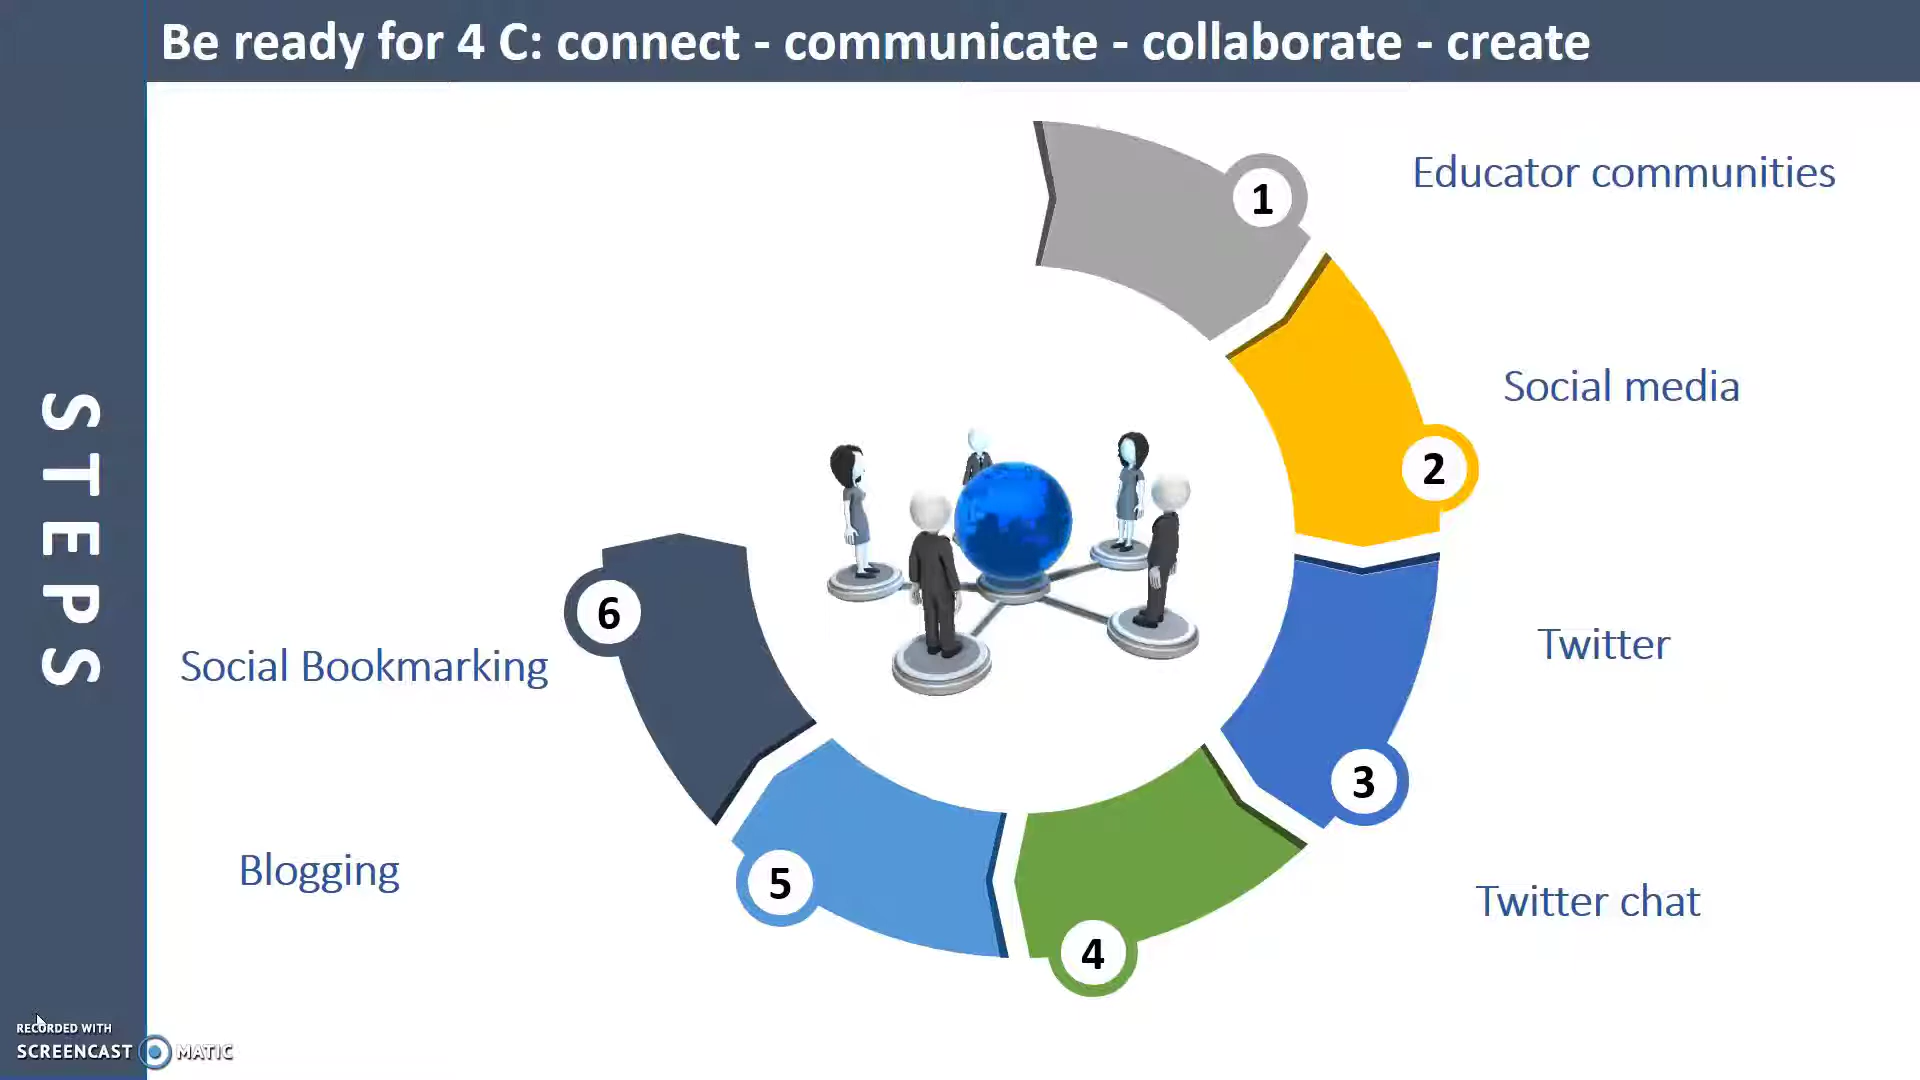 Be ready for 4 C: connect - communicate - collaborate - create
STEPS
1
Educator communities
2
Social media
3
Twitter
4
Twitter chat
5
Blogging
6
Social Bookmarking
RECORDED WITH
SCREENCAST MATIC